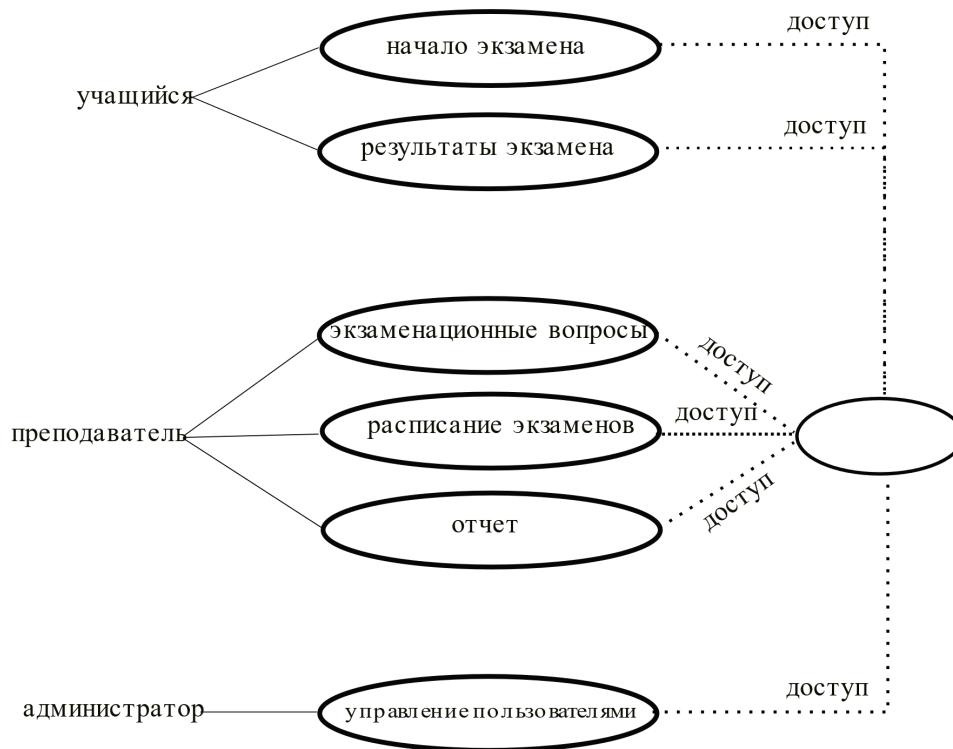 доступ
начало экзамена
учащийся
доступ
результаты экзамена
экзаменационные вопросы
доступ
доступ
расписание экзаменов
преподаватель
доступ
отчет
доступ
администратор
управление пользователями